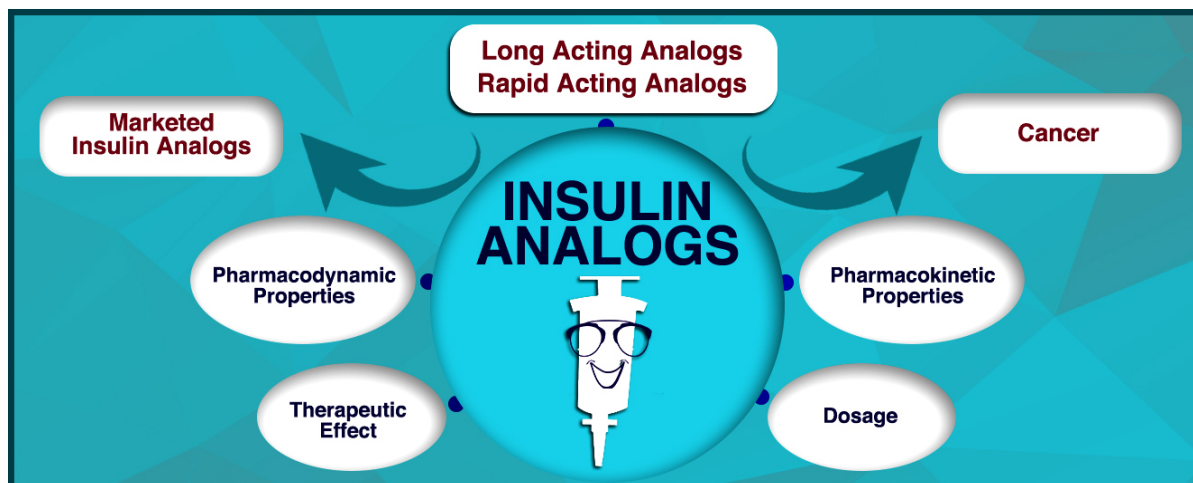 Long Acting Analogs
Rapid Acting Analogs
Marketed
Insulin Analogs
Cancer
INSULIN
ANALOGS
Pharmacodynamic
Properties
Pharmacokinetic
Properties
Therapeutic
Effect
Dosage